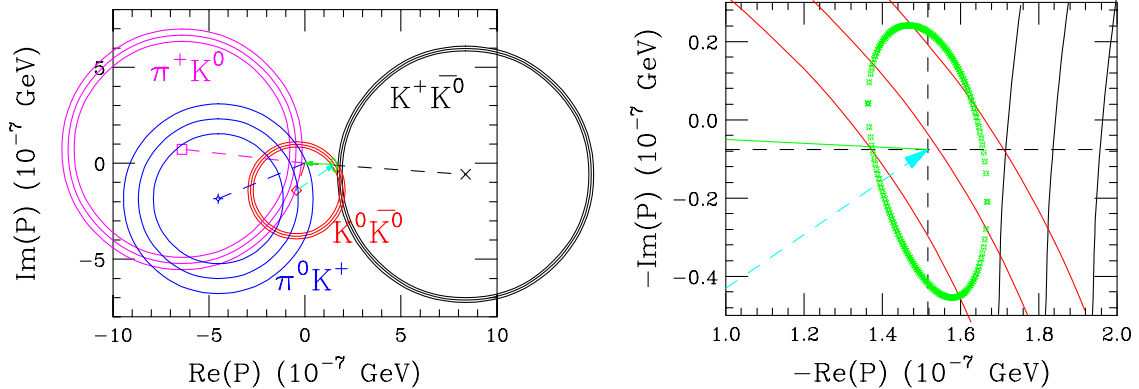 π⁺K⁰
K⁺K̅⁰
K⁰K̅⁰
π⁰K⁺
5
0
−5
−10
−5
0
5
10
Im(P) (10⁻⁷ GeV)
Re(P) (10⁻⁷ GeV)
0.2
0.0
−0.2
−0.4
1.0
1.2
1.4
1.6
1.8
2.0
−Im(P) (10⁻⁷ GeV)
−Re(P) (10⁻⁷ GeV)